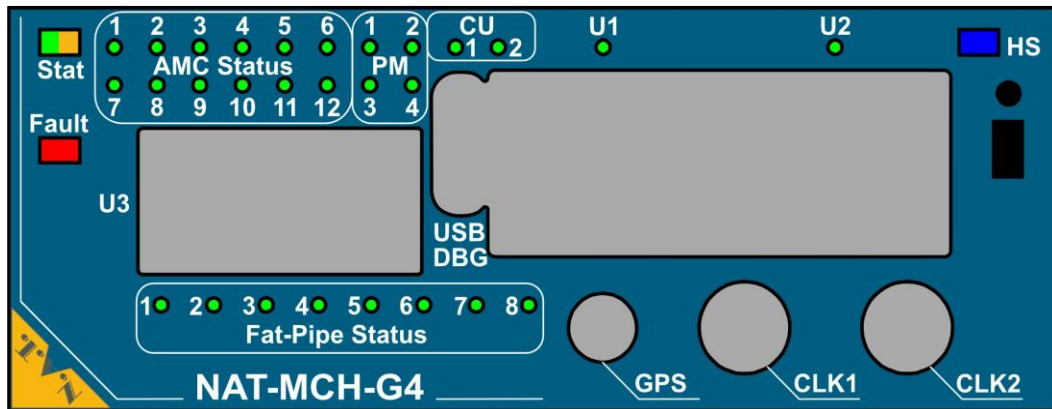 1 2 3 4 5 6
AMC Status
7 8 9 10 11 12
1 2
PM
3 4
CU
1 2
U1
U2
HS
Stat
Fault
U3
USB
DBG
1 2 3 4 5 6 7 8
Fat-Pipe Status
GPS
CLK1
CLK2
N.A.T.
NAT-MCH-G4